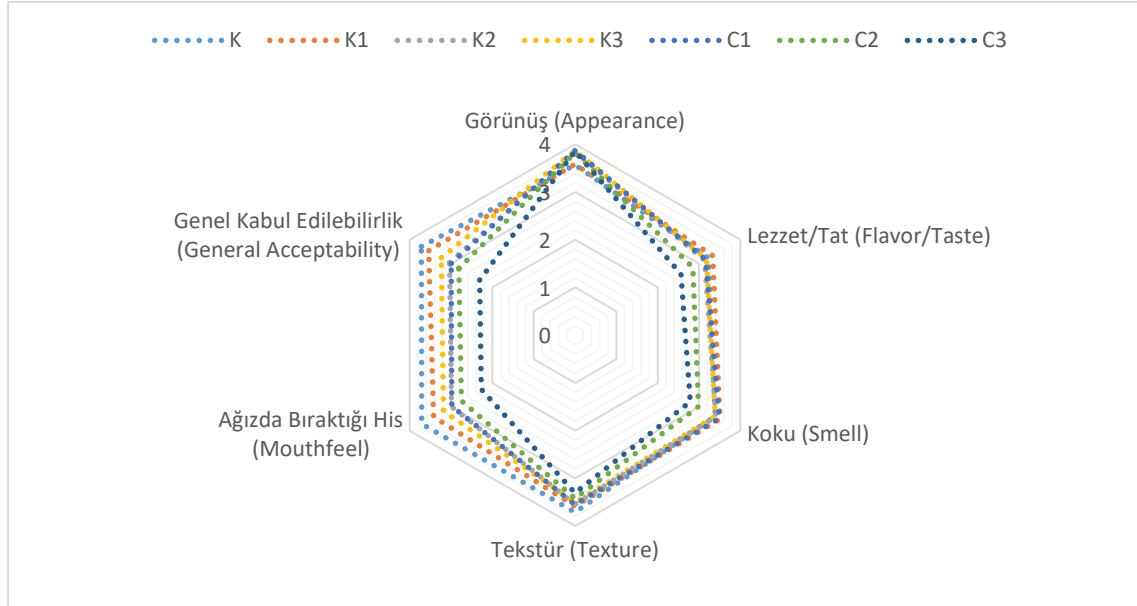 K K1 K2 K3 C1 C2 C3
Görünüş (Appearance)
4
3
2
1
0
Lezzet/Tat (Flavor/Taste)
Koku (Smell)
Tekstür (Texture)
Ağızda Bıraktığı His
(Mouthfeel)
Genel Kabul Edilebilirlik
(General Acceptability)